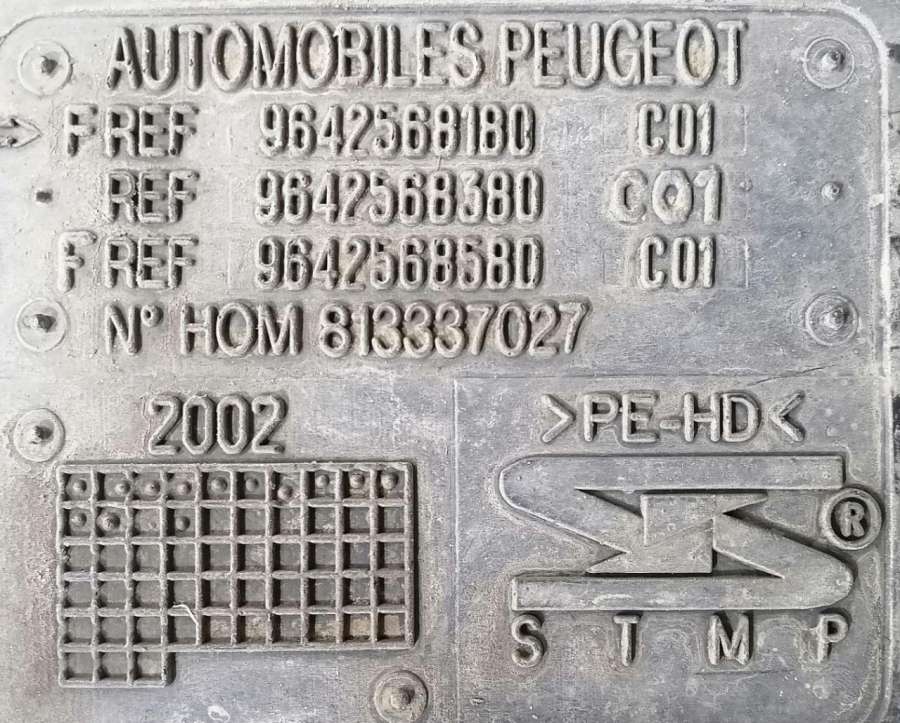 AUTOMOBILES PEUGEOT
F REF 9642568180 C01
REF 9642568380 C01
F REF 9642568580 C01
N° HOM 813337027
2002
>PE-HD<
®
S T M P